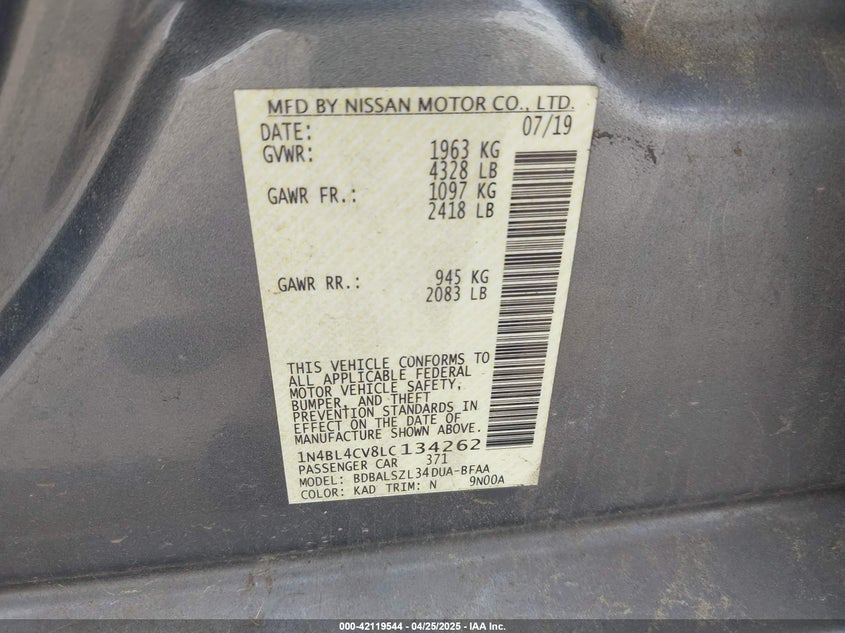 MFD BY NISSAN MOTOR CO., LTD.
DATE: 07/19
GVWR: 1963 KG
4328 LB
GAWR FR.: 1097 KG
2418 LB
GAWR RR.: 945 KG
2083 LB
THIS VEHICLE CONFORMS TO
ALL APPLICABLE FEDERAL
MOTOR VEHICLE SAFETY,
BUMPER, AND THEFT
PREVENTION STANDARDS IN
EFFECT ON THE DATE OF
MANUFACTURE SHOWN ABOVE.
1N4BL4CV8LC134262
PASSENGER CAR 371
MODEL: BDBALSZL34DUA-BFAA
COLOR: KAD TRIM: N 9N00A
000-42119544 | 04/25/2025 - IAA Inc.